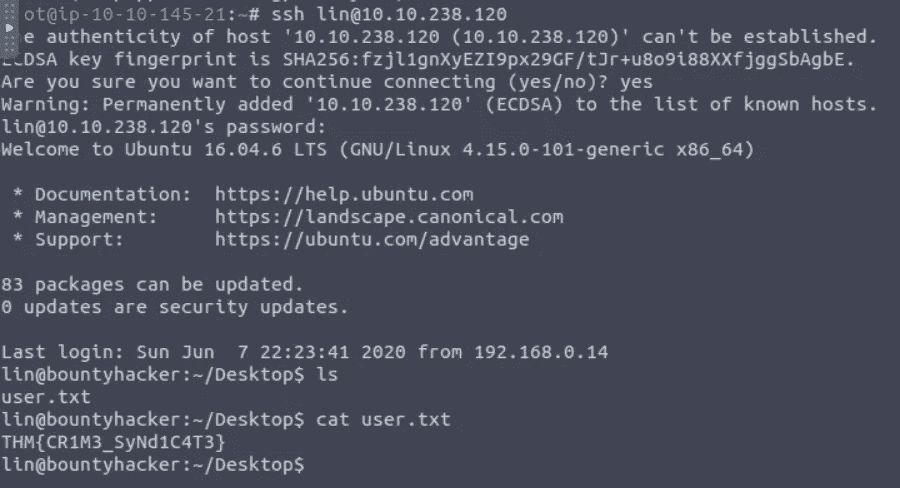 ot@ip-10-10-145-21:~# ssh lin@10.10.238.120
e authenticity of host '10.10.238.120 (10.10.238.120)' can't be established.
ECDSA key fingerprint is SHA256:fzjl1gnXyEZI9px29GF/tJr+u8o9i88XXfjggSbAgbE.
Are you sure you want to continue connecting (yes/no)? yes
Warning: Permanently added '10.10.238.120' (ECDSA) to the list of known hosts.
lin@10.10.238.120's password:
Welcome to Ubuntu 16.04.6 LTS (GNU/Linux 4.15.0-101-generic x86_64)
* Documentation: https://help.ubuntu.com
* Management: https://landscape.canonical.com
* Support: https://ubuntu.com/advantage
83 packages can be updated.
0 updates are security updates.
Last login: Sun Jun 7 22:23:41 2020 from 192.168.0.14
lin@bountyhacker:~/Desktop$ ls
user.txt
lin@bountyhacker:~/Desktop$ cat user.txt
THM{CR1M3_SyNd1C4T3}
lin@bountyhacker:~/Desktop$